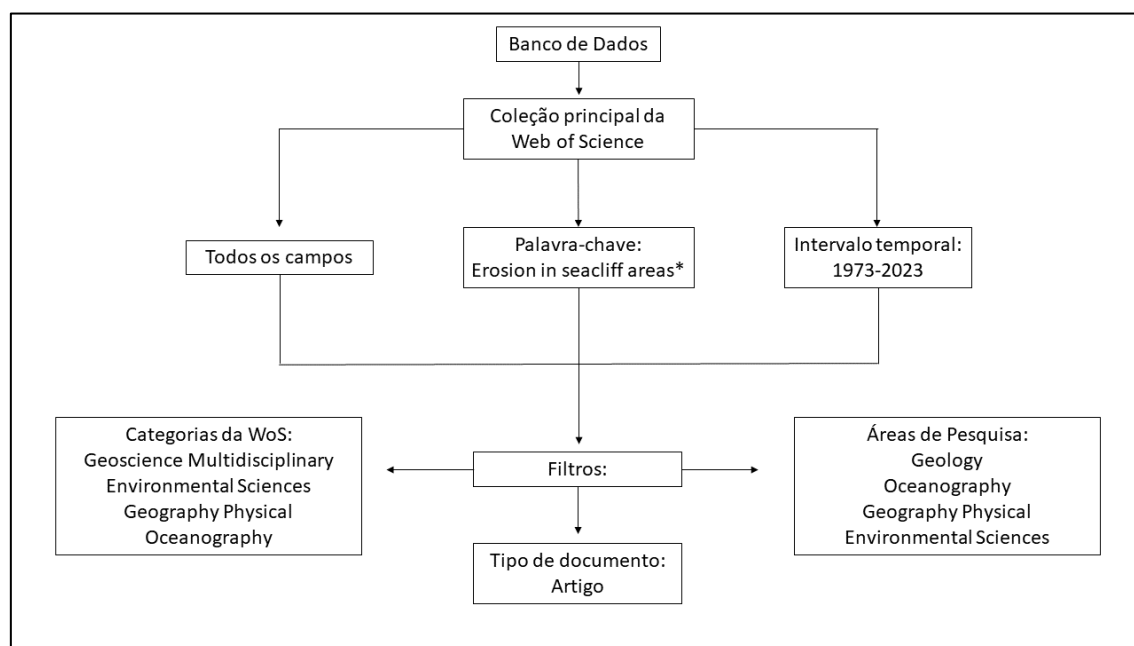 Banco de Dados
Coleção principal da
Web of Science
Todos os campos
Palavra-chave:
Erosion in seacliff areas*
Intervalo temporal:
1973-2023
Categorias da WoS:
Geoscience Multidisciplinary
Environmental Sciences
Geography Physical
Oceanography
Filtros:
Áreas de Pesquisa:
Geology
Oceanography
Geography Physical
Environmental Sciences
Tipo de documento:
Artigo